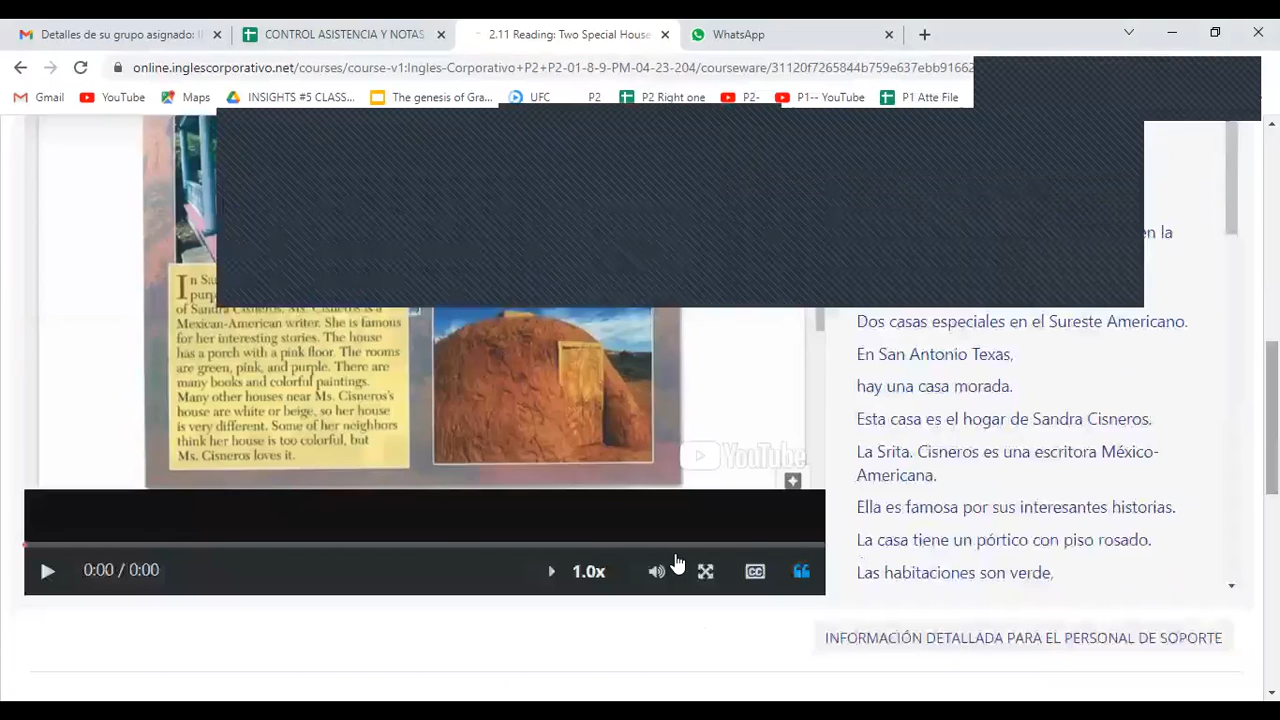 Detalles de su grupo asignado: I
CONTROL ASISTENCIA Y NOTAS
2.11 Reading: Two Special House
WhatsApp
online.inglescorporativo.net/courses/course-v1:Ingles-Corporativo+P2+P2-01-8-9-PM-04-23-204/courseware/31120f7265844b759e637ebb91662
Gmail
YouTube
Maps
INSIGHTS #5 CLASS...
The genesis of Gra...
UFC
P2
P2 Right one
P2-
P1-- YouTube
P1 Atte File
In
of Sandra Cisneros. Ms. Cisneros is a
Mexican-American writer. She is famous
for her interesting stories. The house
has a porch with a pink floor. The rooms
are green, pink, and purple. There are
many books and colorful paintings.
Many other houses near Ms. Cisneros's
house are white or beige, so her house
is very different. Some of her neighbors
think her house is too colorful, but
Ms. Cisneros loves it.
YouTube
en la
Dos casas especiales en el Sureste Americano.
En San Antonio Texas,
hay una casa morada.
Esta casa es el hogar de Sandra Cisneros.
La Srita. Cisneros es una escritora México-
Americana.
Ella es famosa por sus interesantes historias.
La casa tiene un pórtico con piso rosado.
Las habitaciones son verde,
0:00 / 0:00
1.0x
CC
INFORMACIÓN DETALLADA PARA EL PERSONAL DE SOPORTE